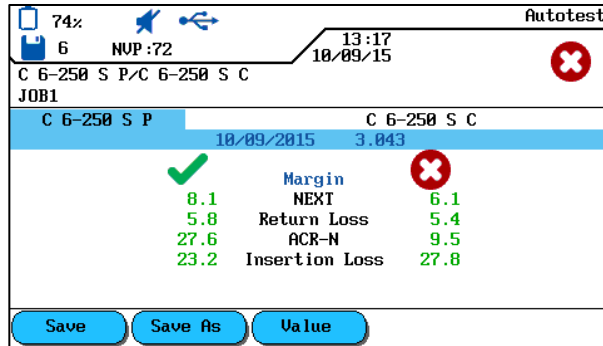 74% Autotest
6 NVP:72 13:17
10/09/15
C 6-250 S P/C 6-250 S C
JOB1
C 6-250 S P C 6-250 S C
10/09/2015 3.043
Margin
8.1 NEXT 6.1
5.8 Return Loss 5.4
27.6 ACR-N 9.5
23.2 Insertion Loss 27.8
Save Save As Value